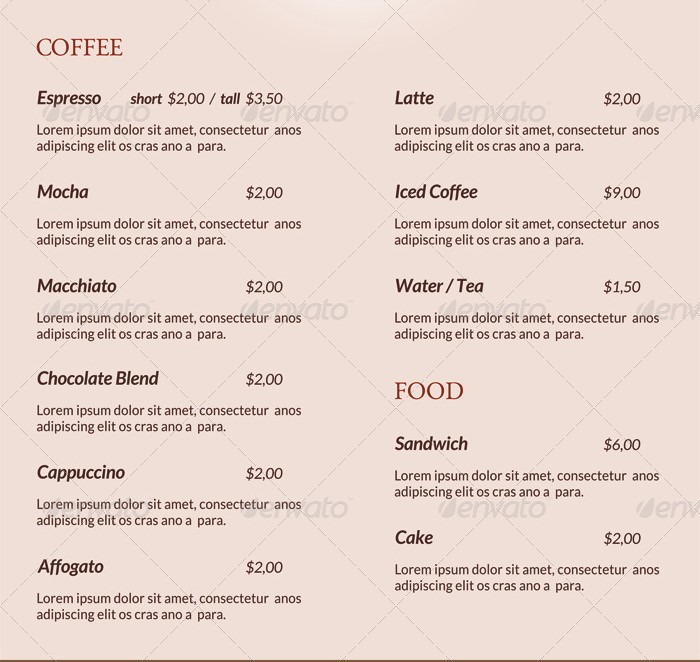 COFFEE
Espresso short $2,00 / tall $3,50
Lorem ipsum dolor sit amet, consectetur anos
adipiscing elit os cras ano a para.
Mocha $2,00
Lorem ipsum dolor sit amet, consectetur anos
adipiscing elit os cras ano a para.
Macchiato $2,00
Lorem ipsum dolor sit amet, consectetur anos
adipiscing elit os cras ano a para.
Chocolate Blend $2,00
Lorem ipsum dolor sit amet, consectetur anos
adipiscing elit os cras ano a para.
Cappuccino $2,00
Lorem ipsum dolor sit amet, consectetur anos
adipiscing elit os cras ano a para.
Affogato $2,00
Lorem ipsum dolor sit amet, consectetur anos
adipiscing elit os cras ano a para.
Latte $2,00
Lorem ipsum dolor sit amet, consectetur anos
adipiscing elit os cras ano a para.
Iced Coffee $9,00
Lorem ipsum dolor sit amet, consectetur anos
adipiscing elit os cras ano a para.
Water / Tea $1,50
Lorem ipsum dolor sit amet, consectetur anos
adipiscing elit os cras ano a para.
FOOD
Sandwich $6,00
Lorem ipsum dolor sit amet, consectetur anos
adipiscing elit os cras ano a para.
Cake $2,00
Lorem ipsum dolor sit amet, consectetur anos
adipiscing elit os cras ano a para.
envato envato envato envato
envato envato envato envato
envato envato envato envato